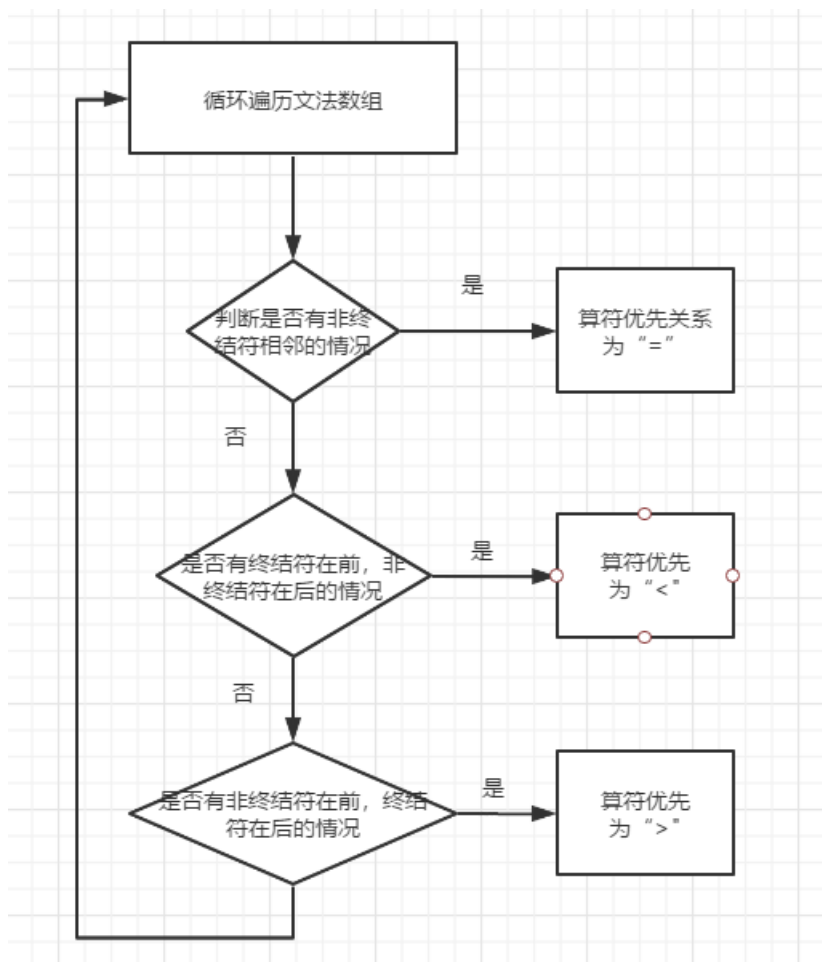 循环遍历文法数组
是
判断是否有非终
结符相邻的情况
算符优先关系
为“=”
否
是
是否有终结符在前，非
终结符在后的情况
算符优先
为“<"
否
是
是否有非终结符在前，终结
符在后的情况
算符优先
为“>"